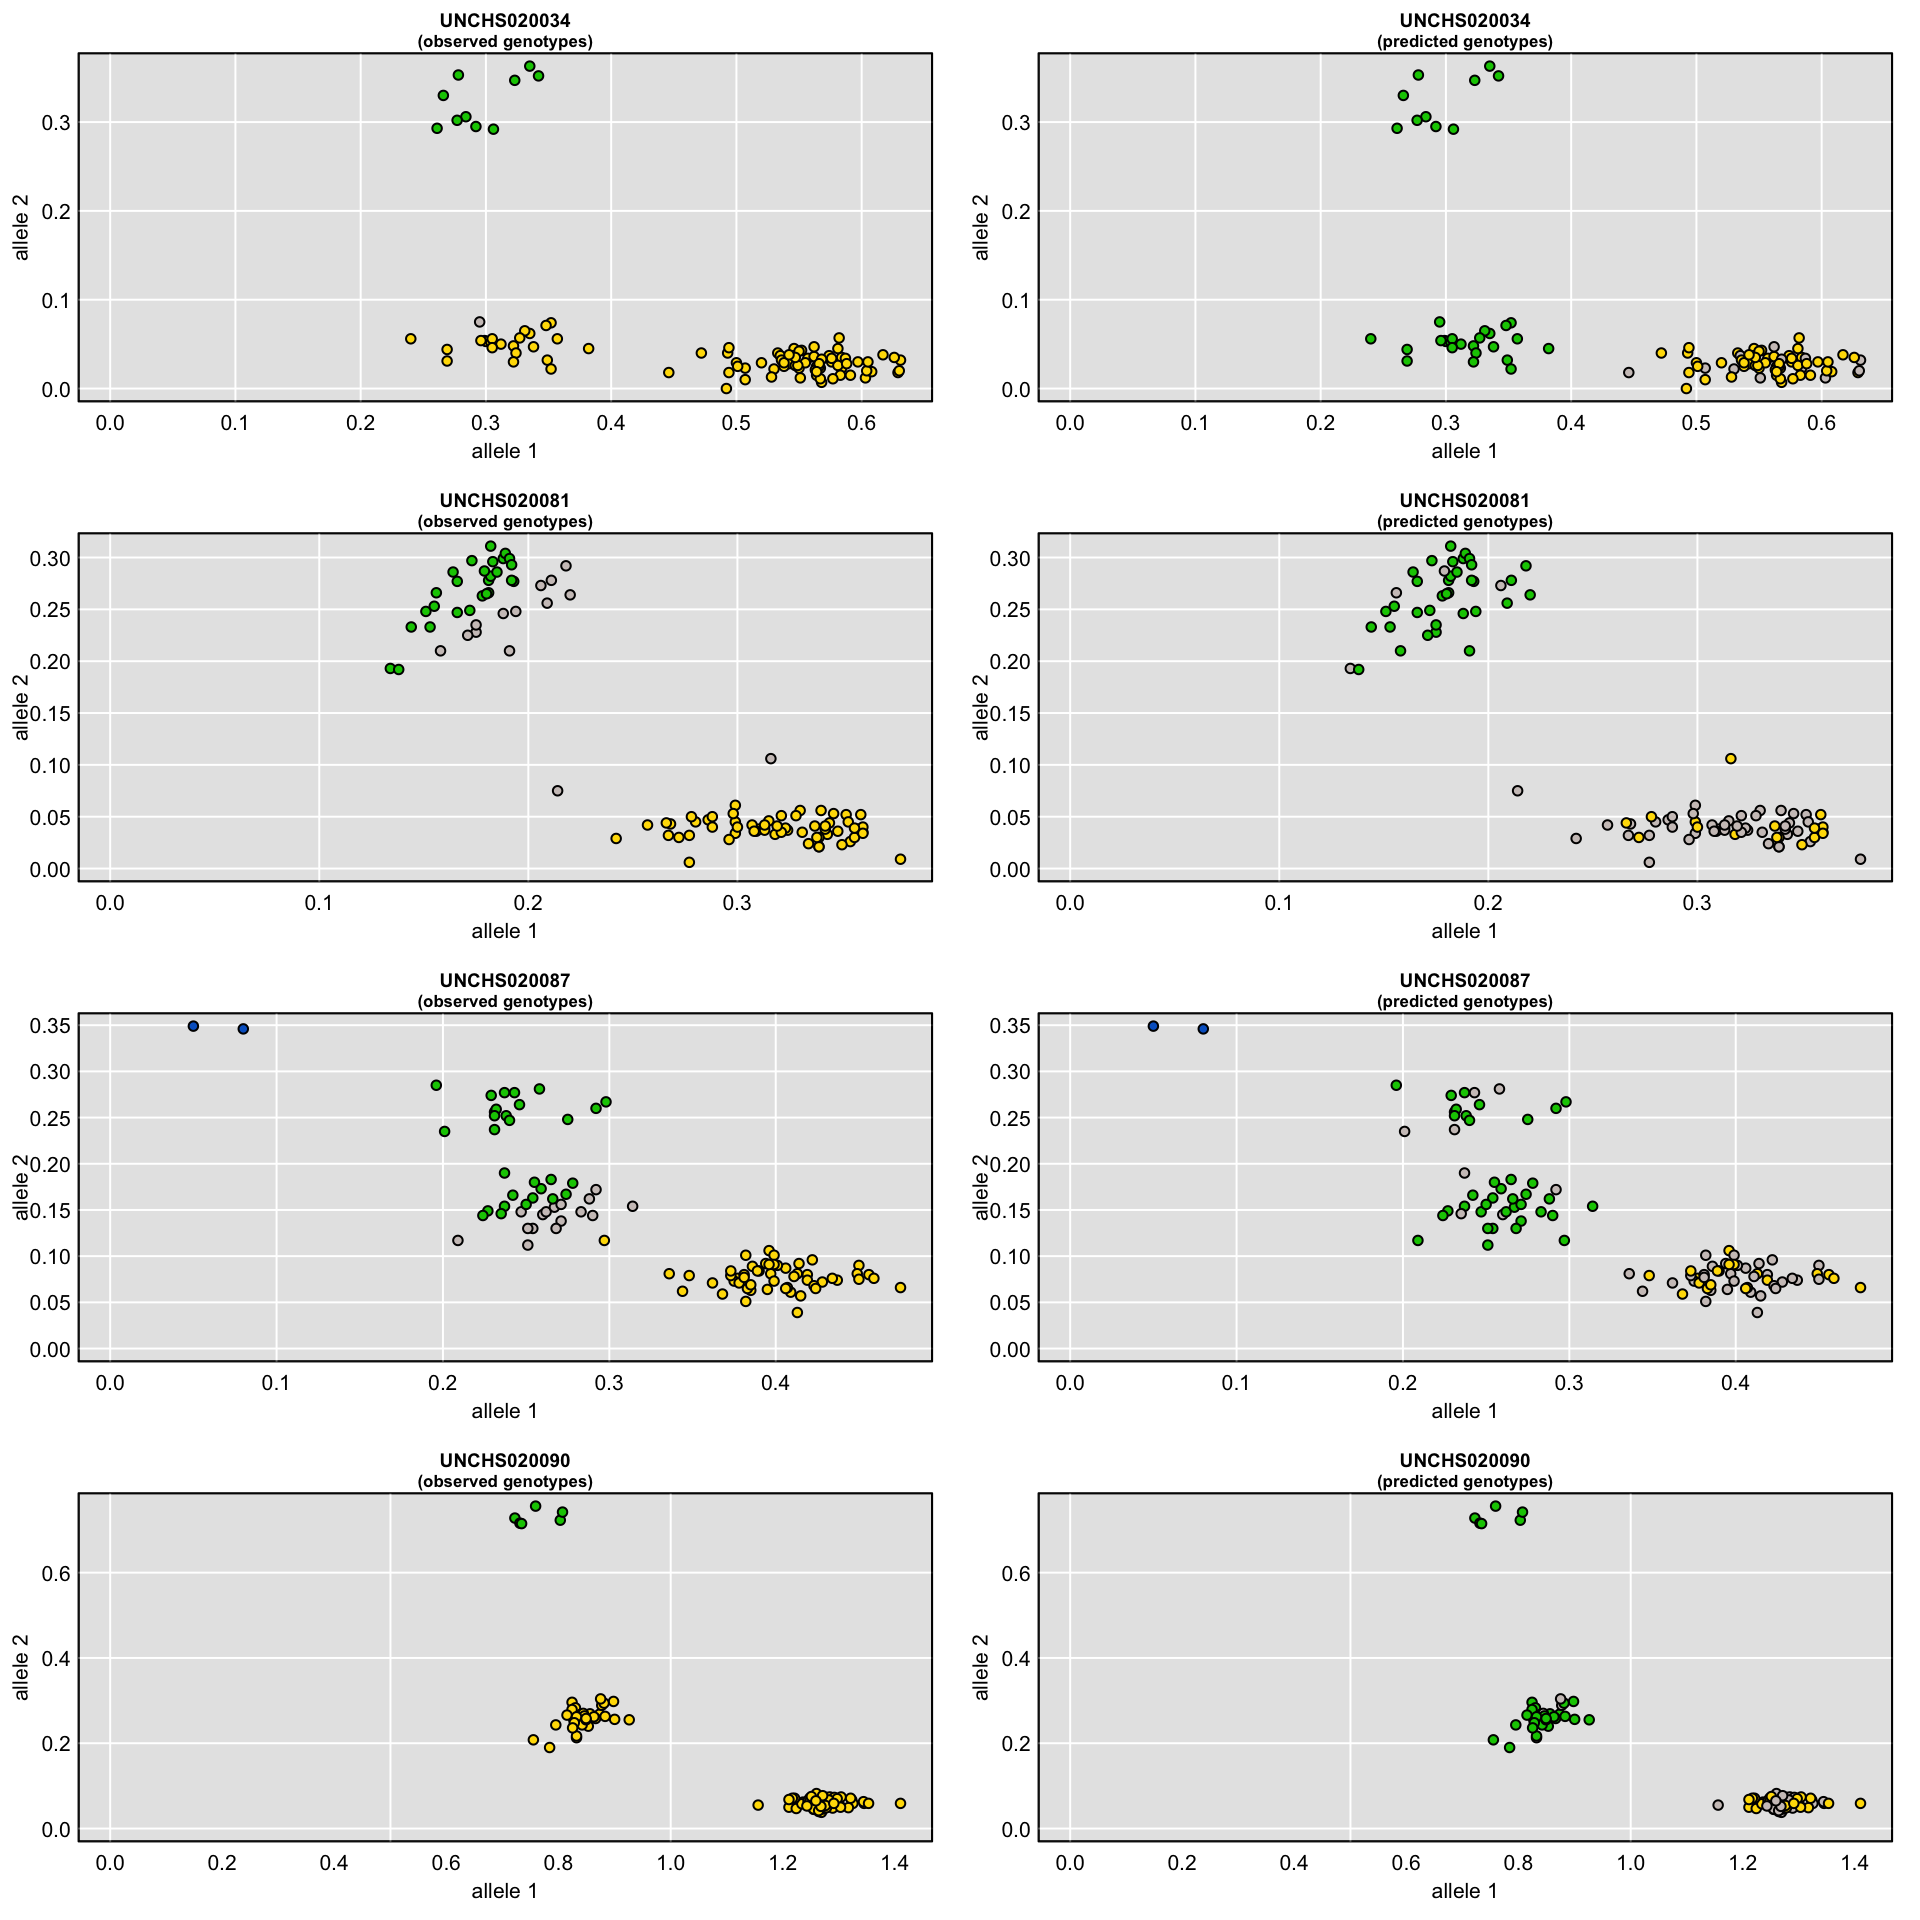 UNCHS020034
(observed genotypes)
allele 2
0.3
0.2
0.1
0.0
0.0 0.1 0.2 0.3 0.4 0.5 0.6
allele 1
UNCHS020034
(predicted genotypes)
allele 2
0.3
0.2
0.1
0.0
0.0 0.1 0.2 0.3 0.4 0.5 0.6
allele 1
UNCHS020081
(observed genotypes)
allele 2
0.30
0.25
0.20
0.15
0.10
0.05
0.00
0.0 0.1 0.2 0.3
allele 1
UNCHS020081
(predicted genotypes)
allele 2
0.30
0.25
0.20
0.15
0.10
0.05
0.00
0.0 0.1 0.2 0.3
allele 1
UNCHS020087
(observed genotypes)
allele 2
0.35
0.30
0.25
0.20
0.15
0.10
0.05
0.00
0.0 0.1 0.2 0.3 0.4
allele 1
UNCHS020087
(predicted genotypes)
allele 2
0.35
0.30
0.25
0.20
0.15
0.10
0.05
0.00
0.0 0.1 0.2 0.3 0.4
allele 1
UNCHS020090
(observed genotypes)
allele 2
0.6
0.4
0.2
0.0
0.0 0.2 0.4 0.6 0.8 1.0 1.2 1.4
allele 1
UNCHS020090
(predicted genotypes)
allele 2
0.6
0.4
0.2
0.0
0.0 0.2 0.4 0.6 0.8 1.0 1.2 1.4
allele 1